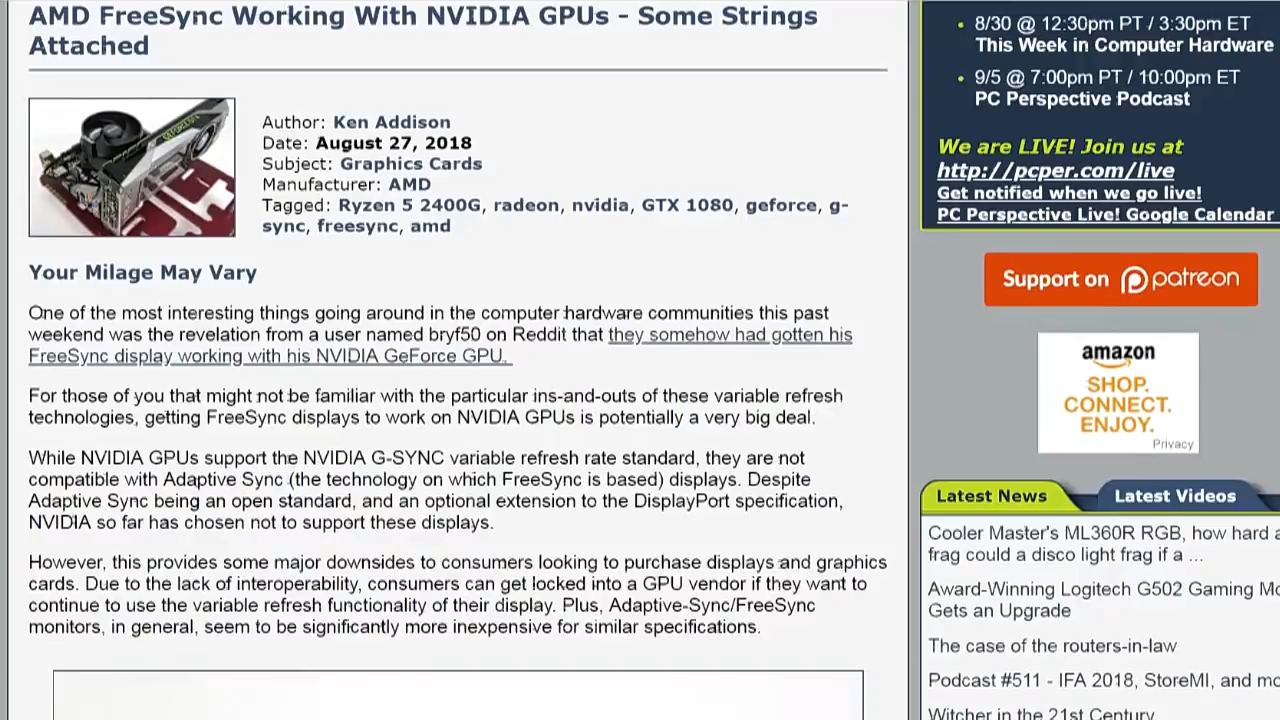 AMD FreeSync Working With NVIDIA GPUs - Some Strings
Attached
Author: Ken Addison
Date: August 27, 2018
Subject: Graphics Cards
Manufacturer: AMD
Tagged: Ryzen 5 2400G, radeon, nvidia, GTX 1080, geforce, g-
sync, freesync, amd
Your Milage May Vary
One of the most interesting things going around in the computer hardware communities this past
weekend was the revelation from a user named bryf50 on Reddit that they somehow had gotten his
FreeSync display working with his NVIDIA GeForce GPU.
For those of you that might not be familiar with the particular ins-and-outs of these variable refresh
technologies, getting FreeSync displays to work on NVIDIA GPUs is potentially a very big deal.
While NVIDIA GPUs support the NVIDIA G-SYNC variable refresh rate standard, they are not
compatible with Adaptive Sync (the technology on which FreeSync is based) displays. Despite
Adaptive Sync being an open standard, and an optional extension to the DisplayPort specification,
NVIDIA so far has chosen not to support these displays.
However, this provides some major downsides to consumers looking to purchase displays and graphics
cards. Due to the lack of interoperability, consumers can get locked into a GPU vendor if they want to
continue to use the variable refresh functionality of their display. Plus, Adaptive-Sync/FreeSync
monitors, in general, seem to be significantly more inexpensive for similar specifications.
8/30 @ 12:30pm PT / 3:30pm ET
This Week in Computer Hardware
9/5 @ 7:00pm PT / 10:00pm ET
PC Perspective Podcast
We are LIVE! Join us at
http://pcper.com/live
Get notified when we go live!
PC Perspective Live! Google Calendar
Support on patreon
amazon
SHOP.
CONNECT.
ENJOY.
Privacy
Latest News Latest Videos
Cooler Master's ML360R RGB, how hard a
frag could a disco light frag if a ...
Award-Winning Logitech G502 Gaming Mo
Gets an Upgrade
The case of the routers-in-law
Podcast #511 - IFA 2018, StoreMI, and mo
Witcher in the 21st Century